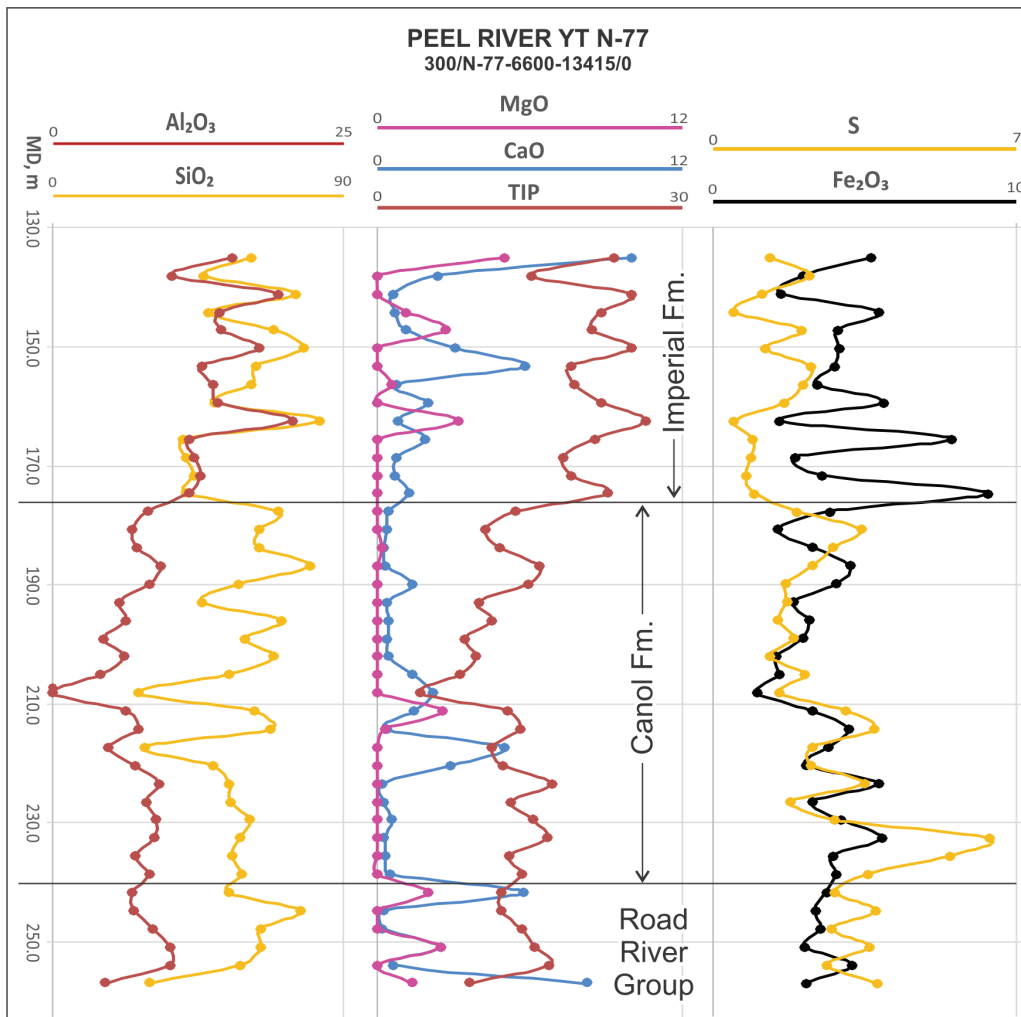 PEEL RIVER YT N-77
300/N-77-6600-13415/0
MgO
0 12
Al₂O₃
0 25
S
0 7
CaO
0 12
SiO₂
0 90
TIP
0 30
Fe₂O₃
0 10
MD, m
130.0
150.0
170.0
190.0
210.0
230.0
250.0
Imperial Fm.
Canol Fm.
Road
River
Group